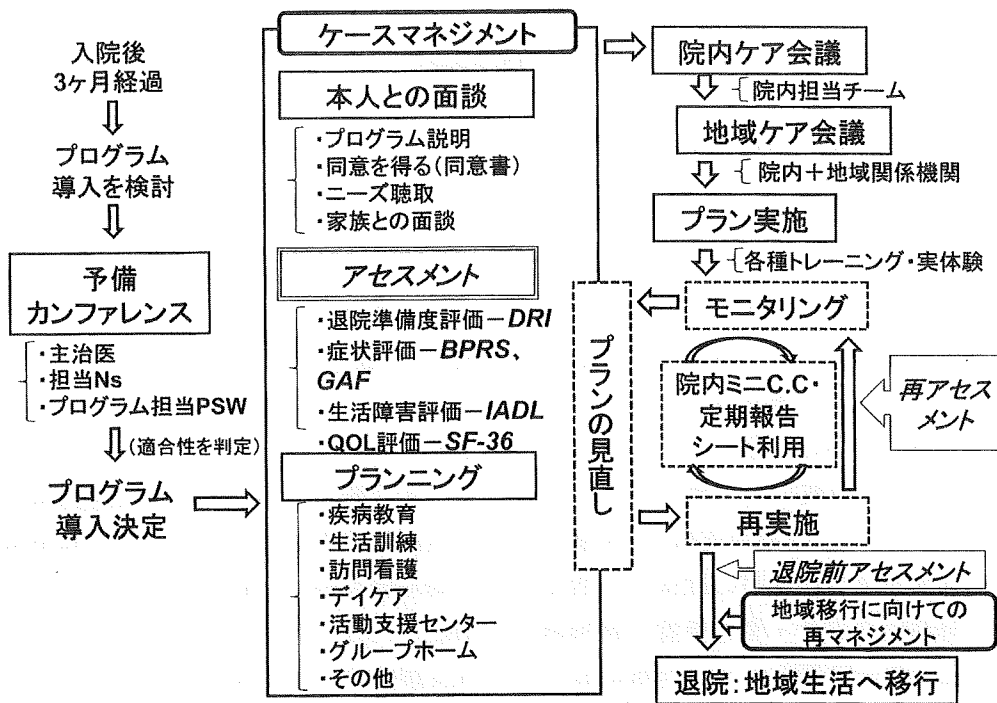 入院後
3ヶ月経過
プログラム
導入を検討
予備
カンファレンス
・主治医
・担当Ns
・プログラム担当PSW
(適合性を判定)
プログラム
導入決定
ケースマネジメント
本人との面談
・プログラム説明
・同意を得る(同意書)
・ニーズ聴取
・家族との面談
アセスメント
・退院準備度評価－DRI
・症状評価－BPRS、
GAF
・生活障害評価－IADL
・QOL評価－SF-36
プランニング
・疾病教育
・生活訓練
・訪問看護
・デイケア
・活動支援センター
・グループホーム
・その他
プランの見直し
院内ケア会議
院内担当チーム
地域ケア会議
院内＋地域関係機関
プラン実施
各種トレーニング・実体験
モニタリング
院内ミニC.C・
定期報告
シート利用
再アセス
メント
再実施
退院前アセスメント
地域移行に向けての
再マネジメント
退院：地域生活へ移行